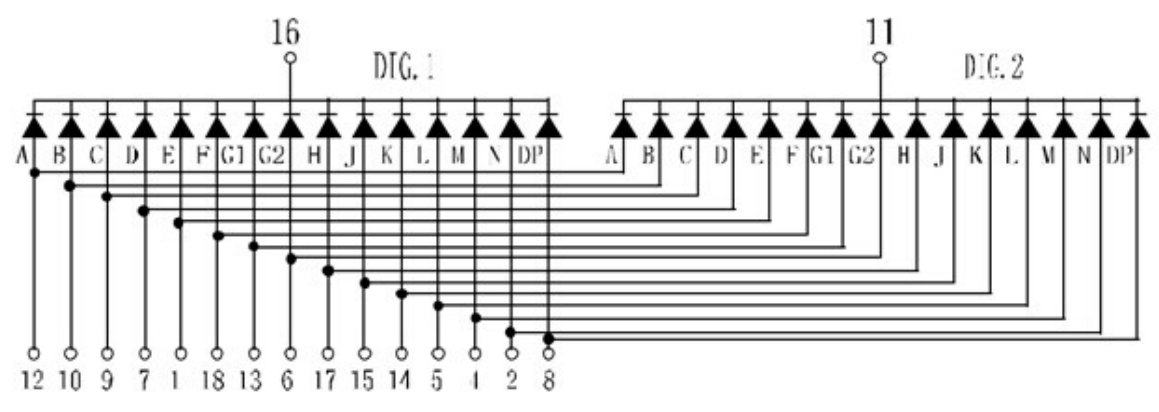 16 11
DIG.1 DIG.2
A B C D E F G1 G2 H J K L M N DP A B C D E F G1 G2 H J K L M N DP
12 10 9 7 1 18 13 6 17 15 14 5 4 2 8